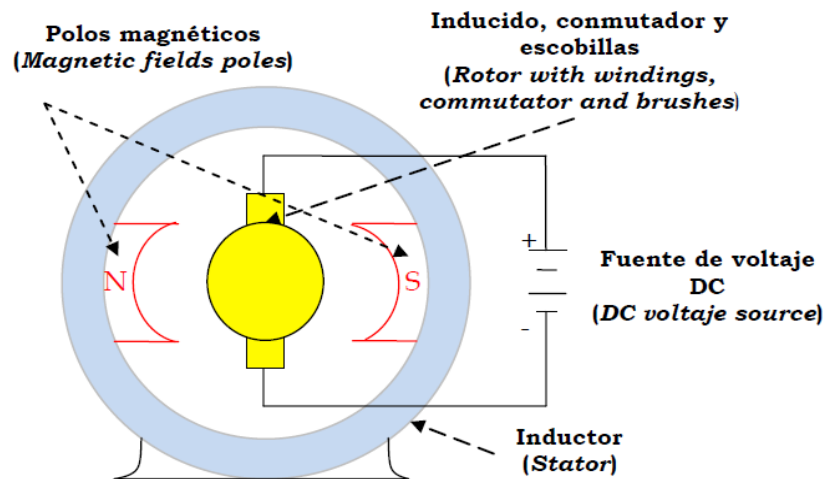 Polos magnéticos
(Magnetic fields poles)
Inducido, conmutador y
escobillas
(Rotor with windings,
commutator and brushes)
N
S
+
-
Fuente de voltaje
DC
(DC voltaje source)
Inductor
(Stator)